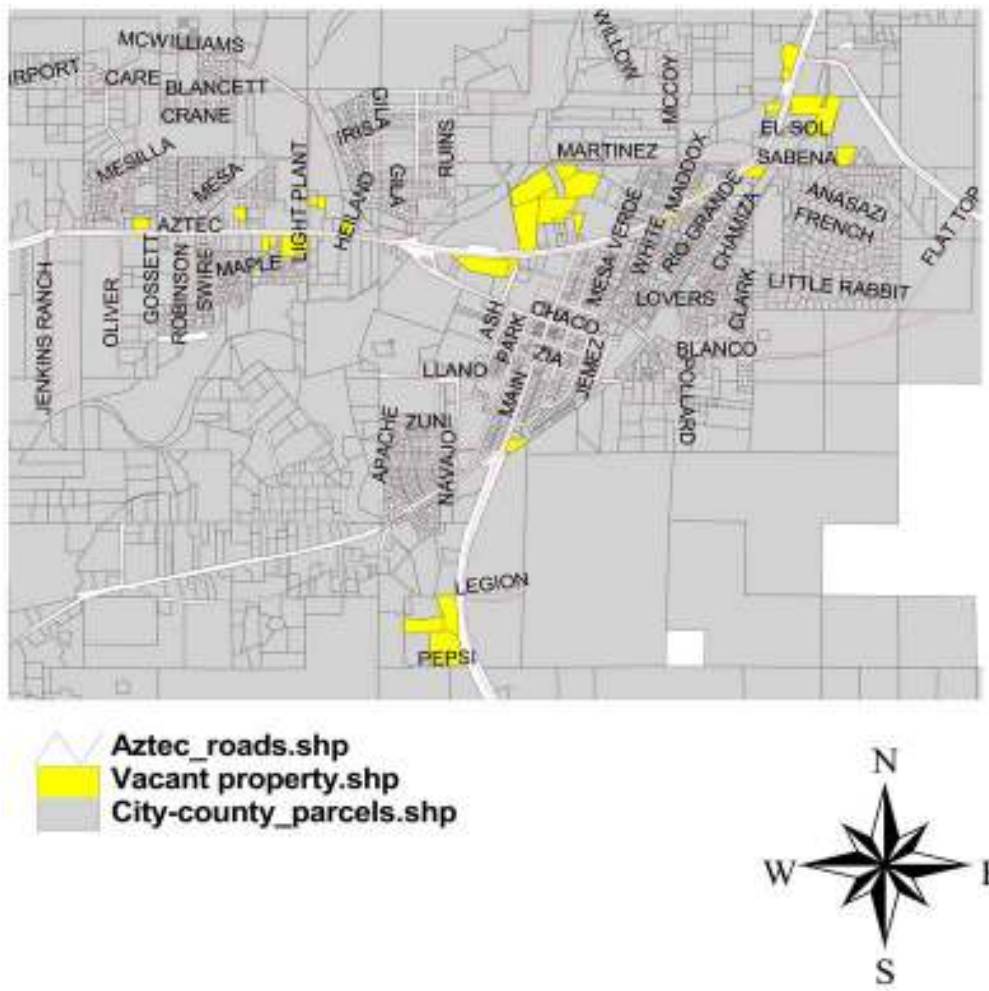 MCWILLIAMS
WILLOW
IRPORT
CARE
BLANCETT
MCCOY
CRANE
GILA
IRIS A
RUINS
EL SOL
MESILLA
MESA
LIGHT PLANT
MARTINEZ
MADDOX
SABENA
HEILAND
GILA
ANASAZI
FRENCH
FLAT TOP
AZTEC
MESA VERDE
WHITE
RIO GRANDE
CHAMIZA
GOSSETT
ROBINSON
SWIRE
MAPLE
OLIVER
JENKINS RANCH
LITTLE RABBIT
LOVERS
CLARK
ASH
PARK
CHACO
ZIA
JEMEZ
BLANCO
POLLARD
LLANO
MAIN
APACHE
ZUNI
NAVAJO
LEGION
PEPSI
Aztec_roads.shp
Vacant property.shp
City-county_parcels.shp
N
W
S